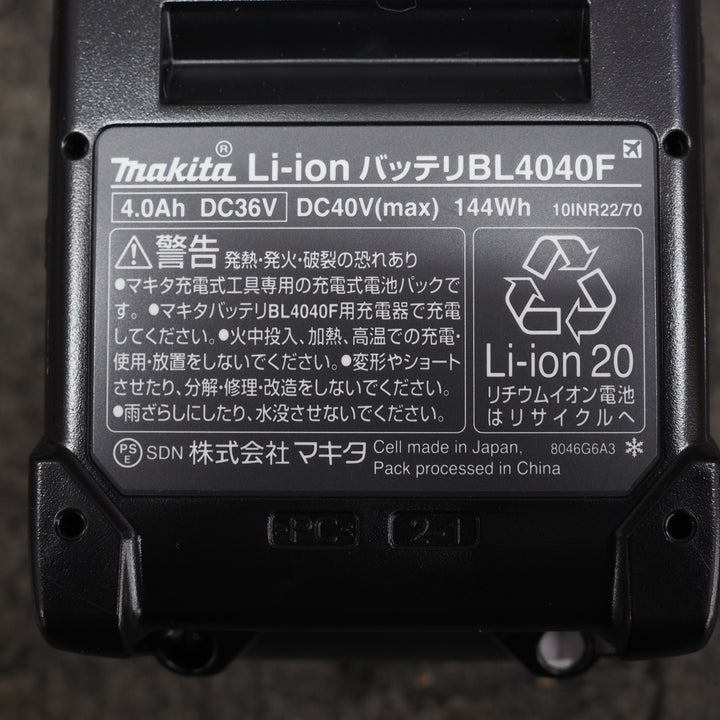 makita® Li-ion バッテリBL4040F
4.0Ah DC36V DC40V(max) 144Wh 10INR22/70
警告 発熱・発火・破裂の恐れあり
●マキタ充電式工具専用の充電式電池パックで
す。●マキタバッテリBL4040F用充電器で充電
してください。●火中投入、加熱、高温での充電・
使用・放置をしないでください。●変形やショート
させたり、分解・修理・改造をしないでください。
●雨ざらしにしたり、水没させないでください。
Li-ion 20
リチウムイオン電池
はリサイクルへ
PSE SDN 株式会社マキタ
Cell made in Japan,
Pack processed in China
8046G6A3
>PC< 2-1